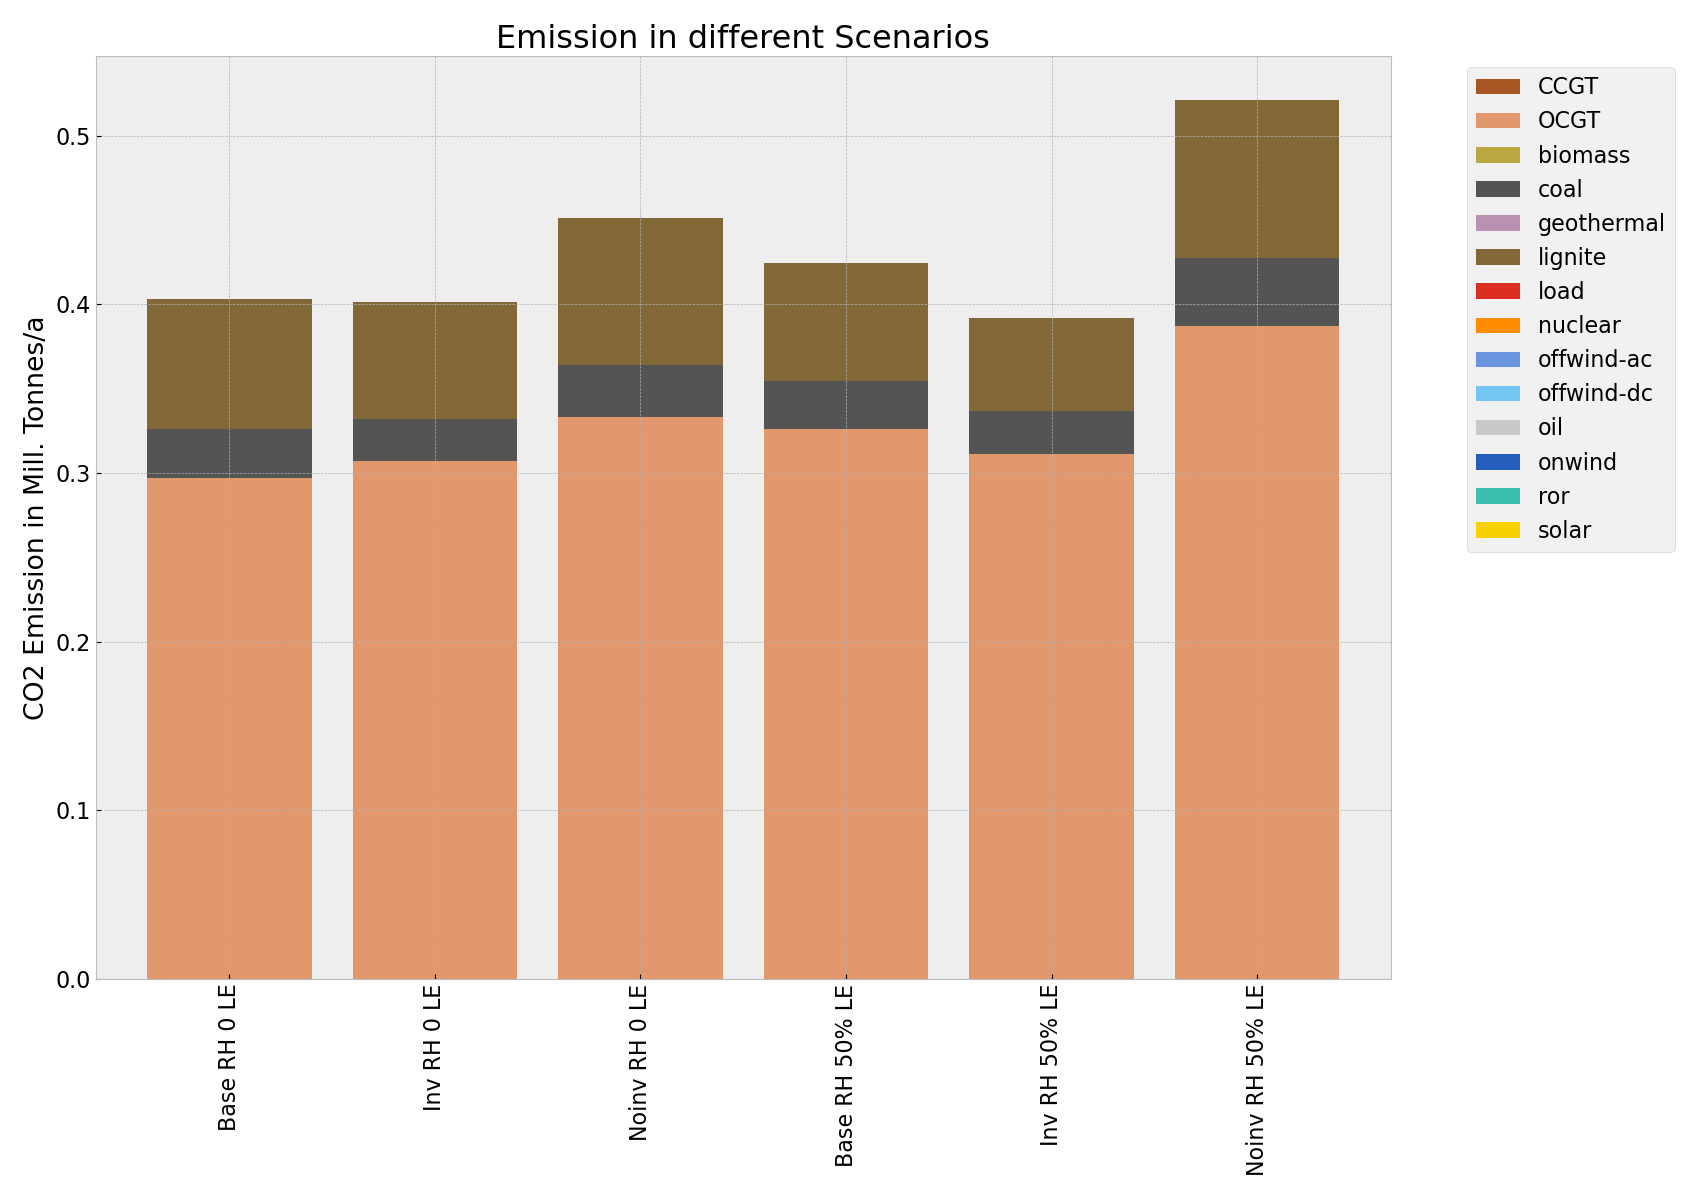 Emission in different Scenarios
CO2 Emission in Mill. Tonnes/a
0.5
0.4
0.3
0.2
0.1
0.0
Base RH 0 LE
Inv RH 0 LE
Noinv RH 0 LE
Base RH 50% LE
Inv RH 50% LE
Noinv RH 50% LE
CCGT
OCGT
biomass
coal
geothermal
lignite
load
nuclear
offwind-ac
offwind-dc
oil
onwind
ror
solar